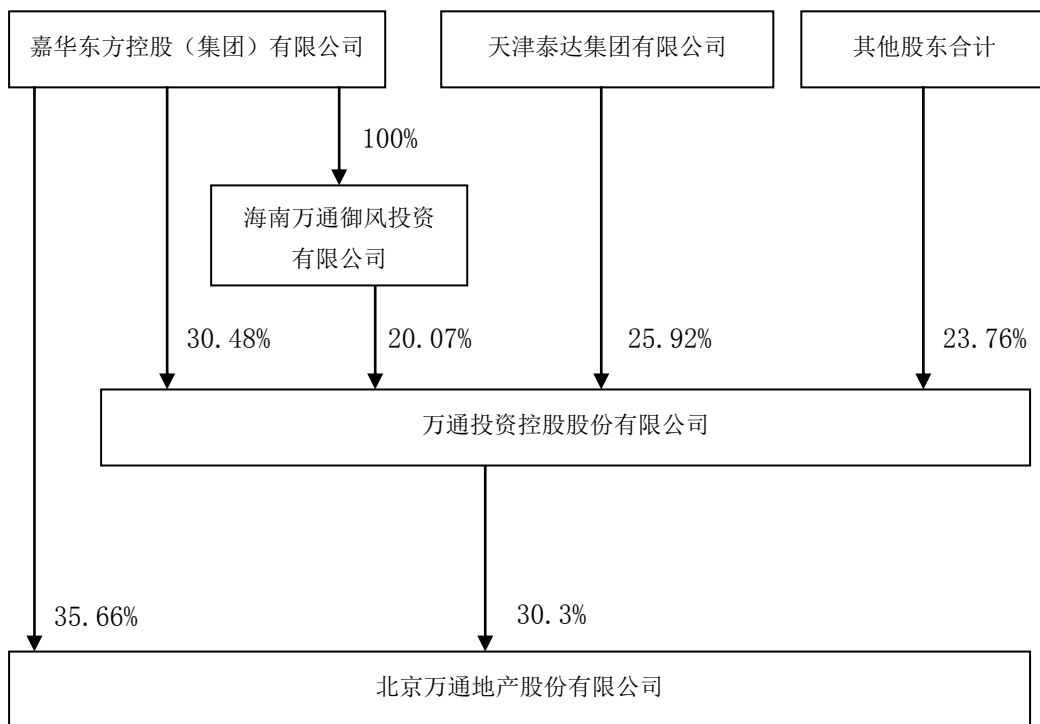 嘉华东方控股（集团）有限公司
天津泰达集团有限公司
其他股东合计
100%
海南万通御风投资
有限公司
30.48%
20.07%
25.92%
23.76%
万通投资控股股份有限公司
35.66%
30.3%
北京万通地产股份有限公司